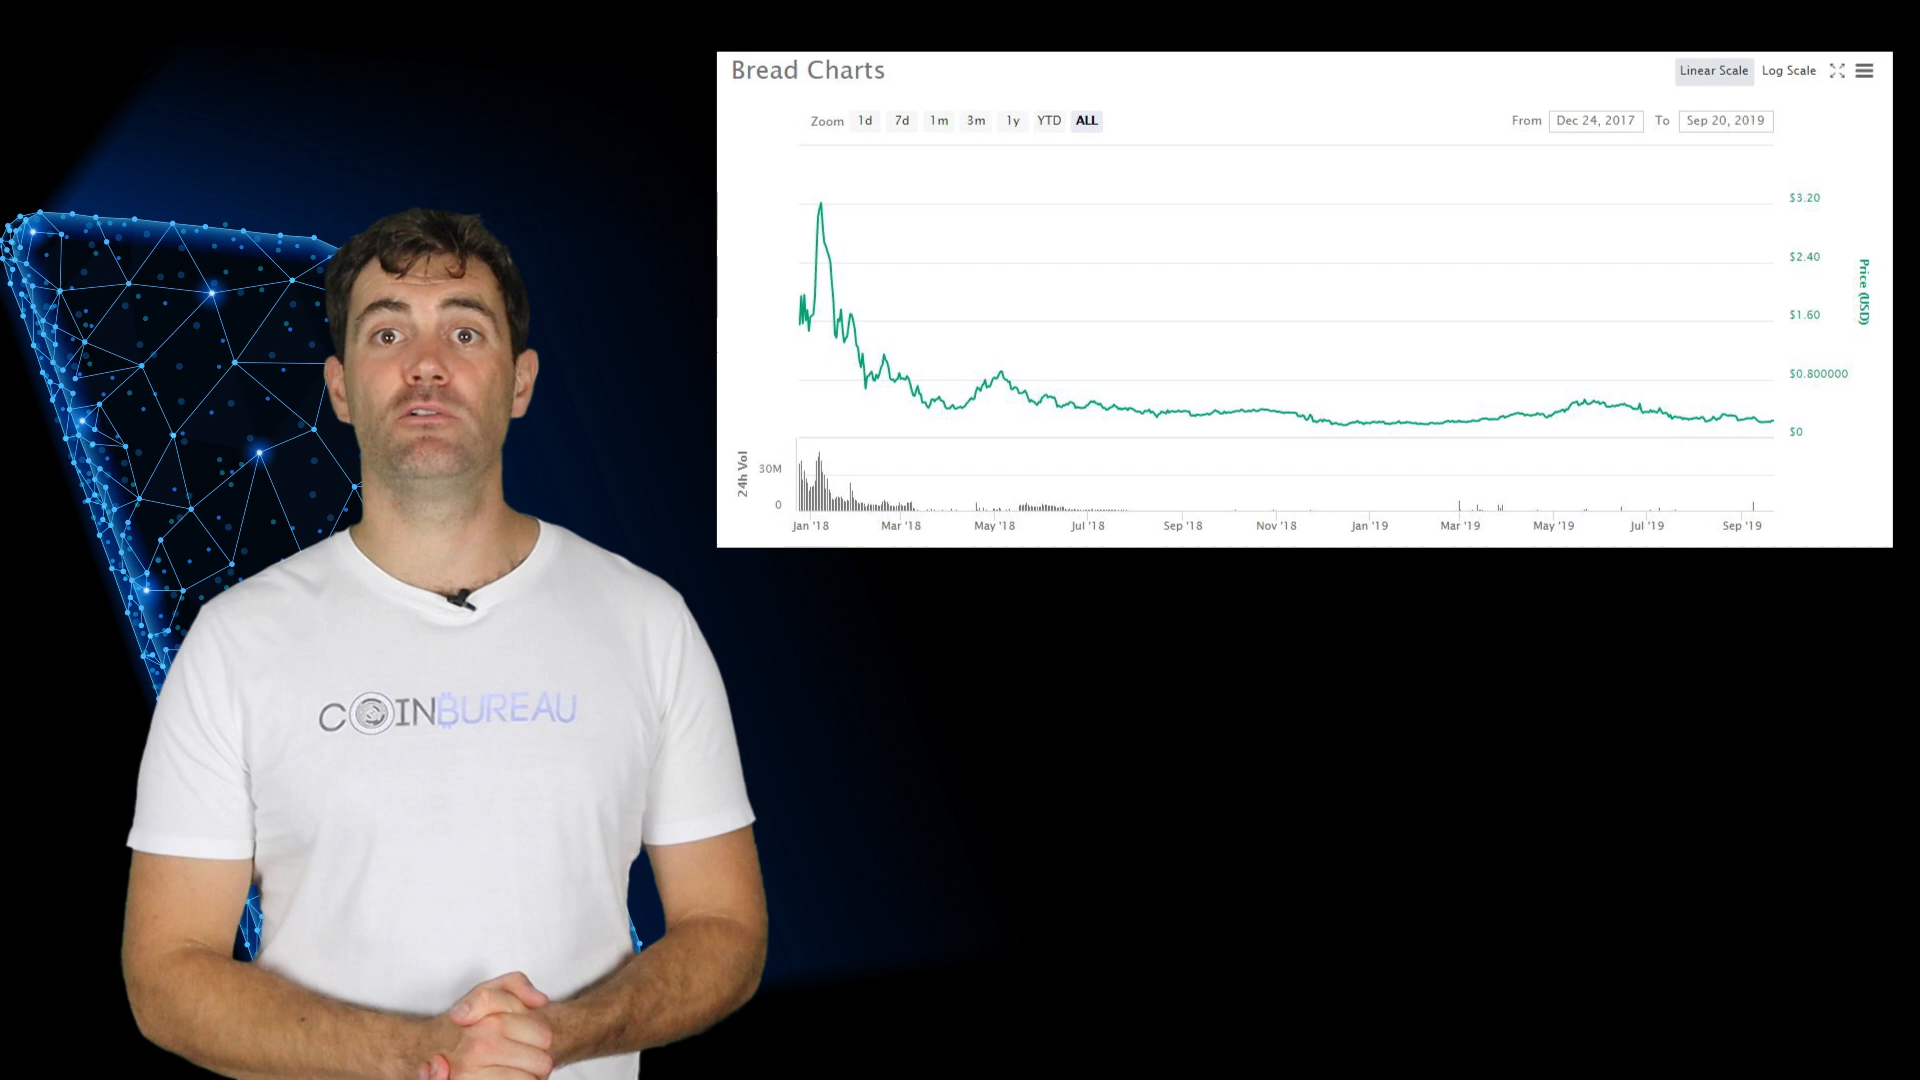 Bread Charts
Linear Scale Log Scale
Zoom 1d 7d 1m 3m 1y YTD ALL
From Dec 24, 2017 To Sep 20, 2019
$3.20
$2.40
$1.60
$0.800000
$0
Price (USD)
24h Vol
30M
0
Jan '18 Mar '18 May '18 Jul '18 Sep '18 Nov '18 Jan '19 Mar '19 May '19 Jul '19 Sep '19
COINBUREAU